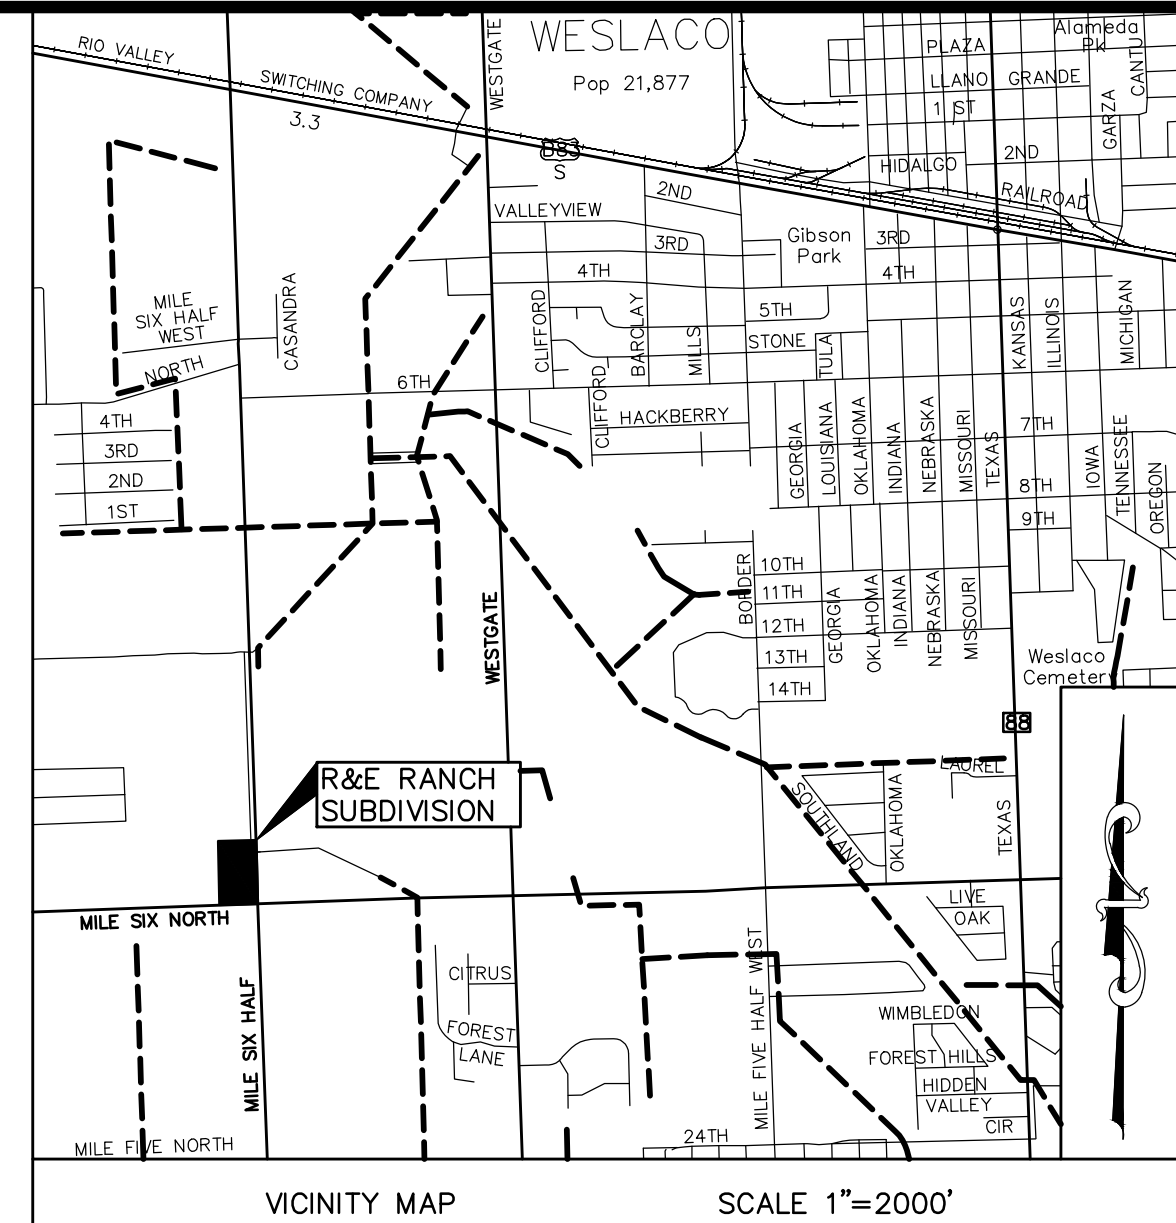 WESLACO
Pop 21,877
RIO VALLEY
SWITCHING COMPANY
3.3
WESTGATE
B83
S
PLAZA
Alameda
Pk
LLANO GRANDE
1 ST
GARZA
CANTU
HIDALGO
2ND
RAILROAD
2ND
VALLEYVIEW
3RD
4TH
Gibson
Park
3RD
4TH
5TH
STONE
TULA
CASANDRA
MILE
SIX HALF
WEST
NORTH
CLIFFORD
BARCLAY
MILLS
KANSAS
ILLINOIS
MICHIGAN
6TH
CLIFFORD
HACKBERRY
4TH
3RD
2ND
1ST
GEORGIA
LOUISIANA
OKLAHOMA
INDIANA
NEBRASKA
MISSOURI
TEXAS
7TH
8TH
9TH
IOWA
TENNESSEE
OREGON
BORDER
10TH
11TH
12TH
13TH
14TH
GEORGIA
OKLAHOMA
INDIANA
NEBRASKA
MISSOURI
WESTGATE
Weslaco
Cemetery
88
R&E RANCH
SUBDIVISION
LAUREL
SOUTHLAND
OKLAHOMA
TEXAS
MILE SIX NORTH
LIVE
OAK
MILE SIX HALF
CITRUS
FOREST
LANE
MILE FIVE HALF WEST
WIMBLEDON
FOREST HILLS
HIDDEN
VALLEY
CIR
24TH
MILE FIVE NORTH
VICINITY MAP
SCALE 1"=2000'